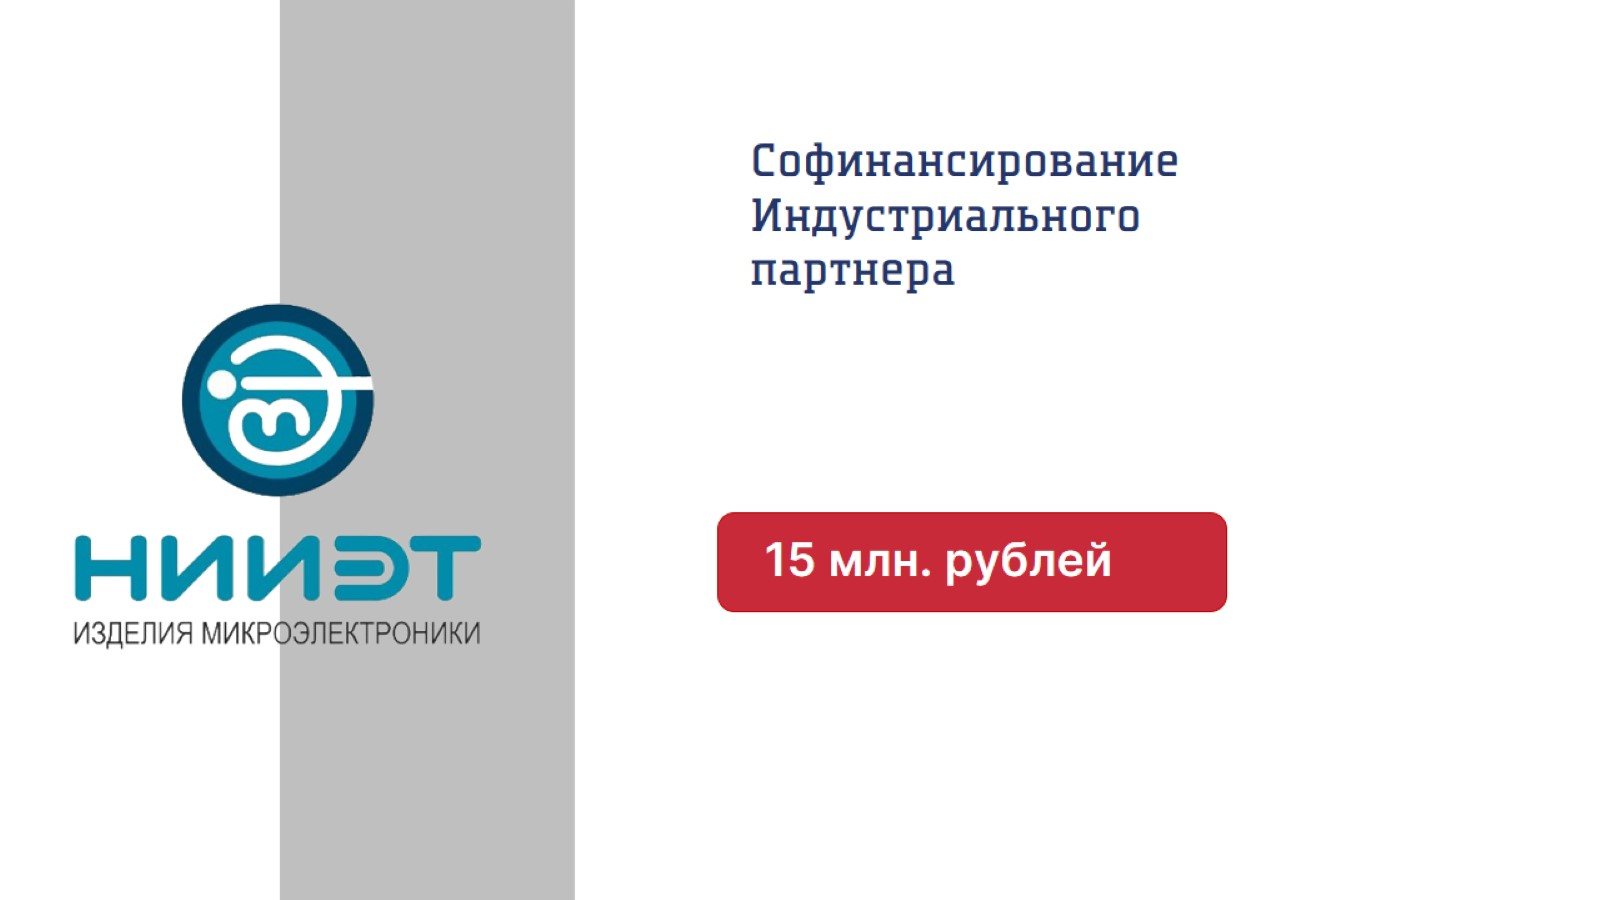 Софинансирование
Индустриального
партнера
15 млн. рублей
НИИЭТ
ИЗДЕЛИЯ МИКРОЭЛЕКТРОНИКИ